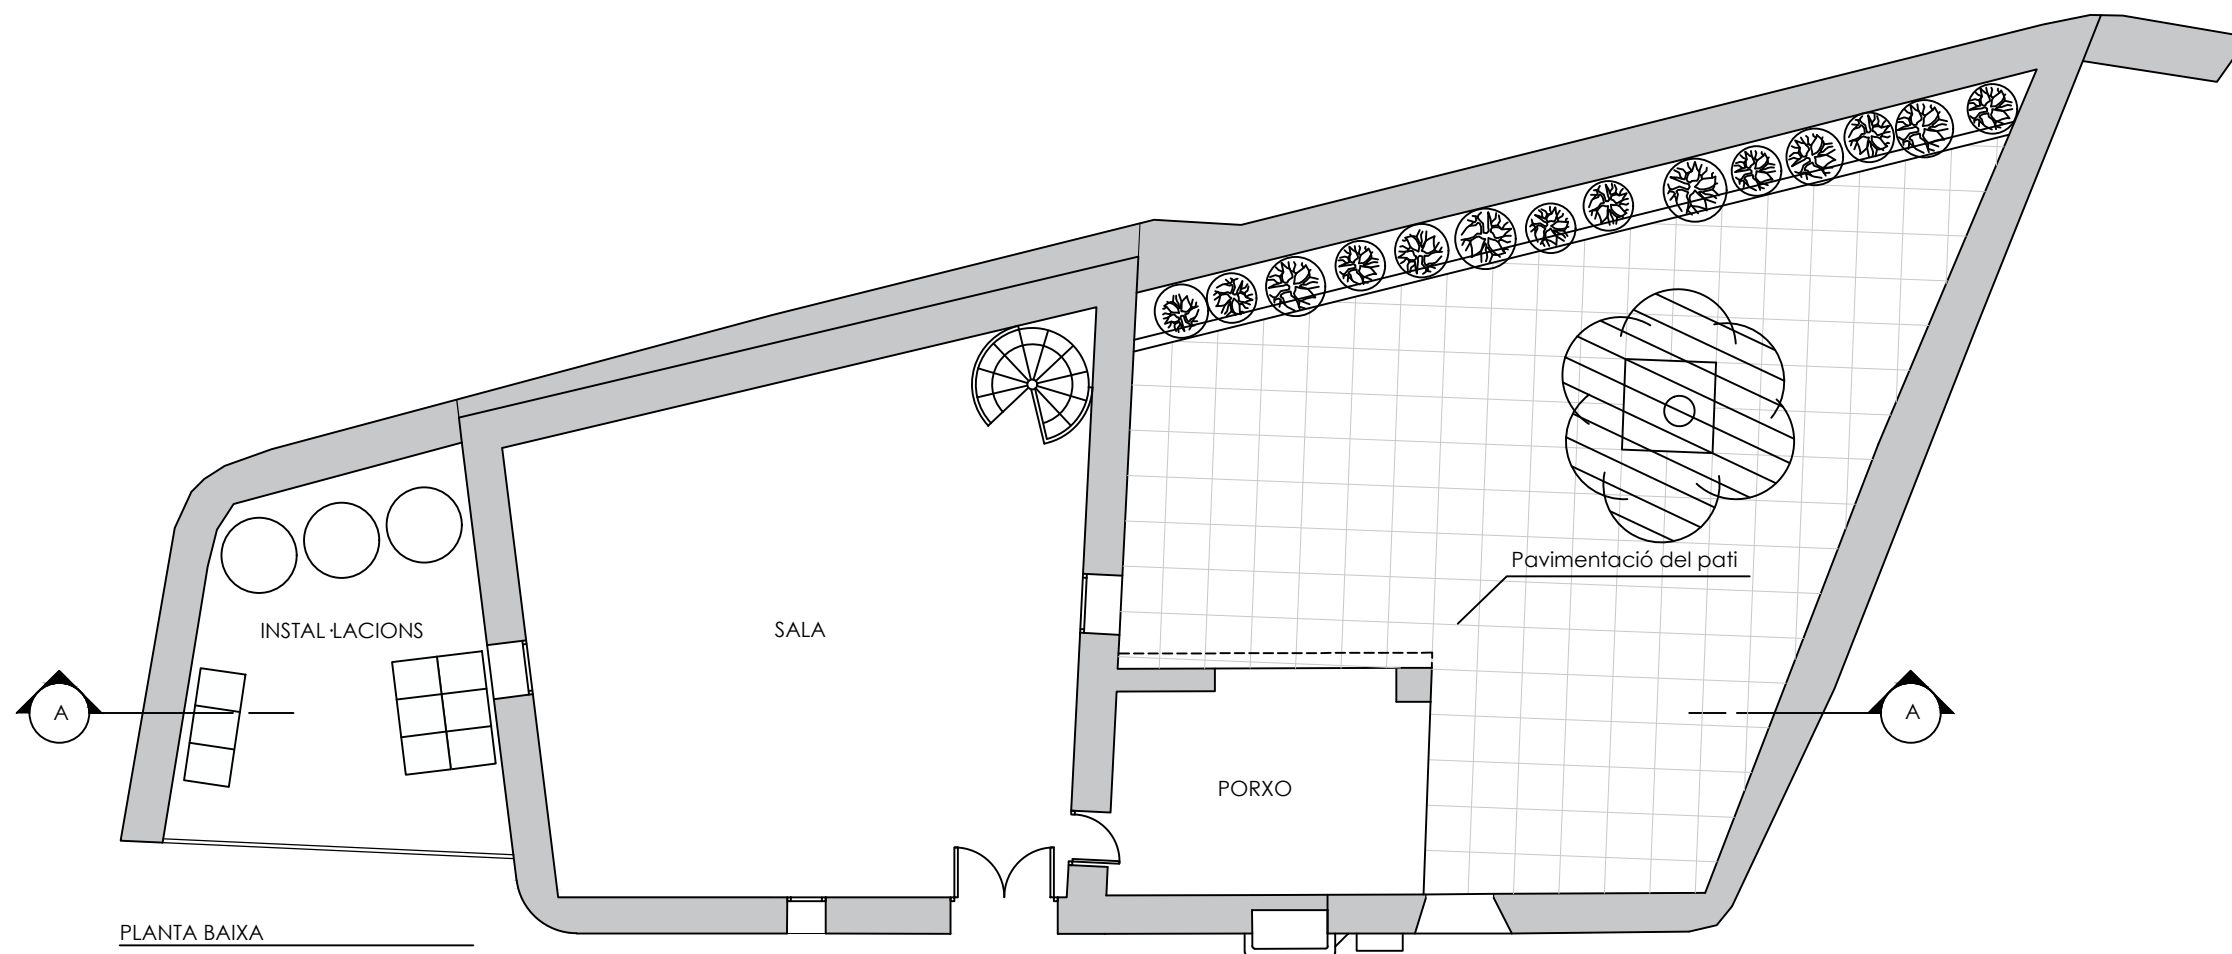 Pavimentació del pati
INSTAL·LACIONS
SALA
A
A
PORXO
PLANTA BAIXA